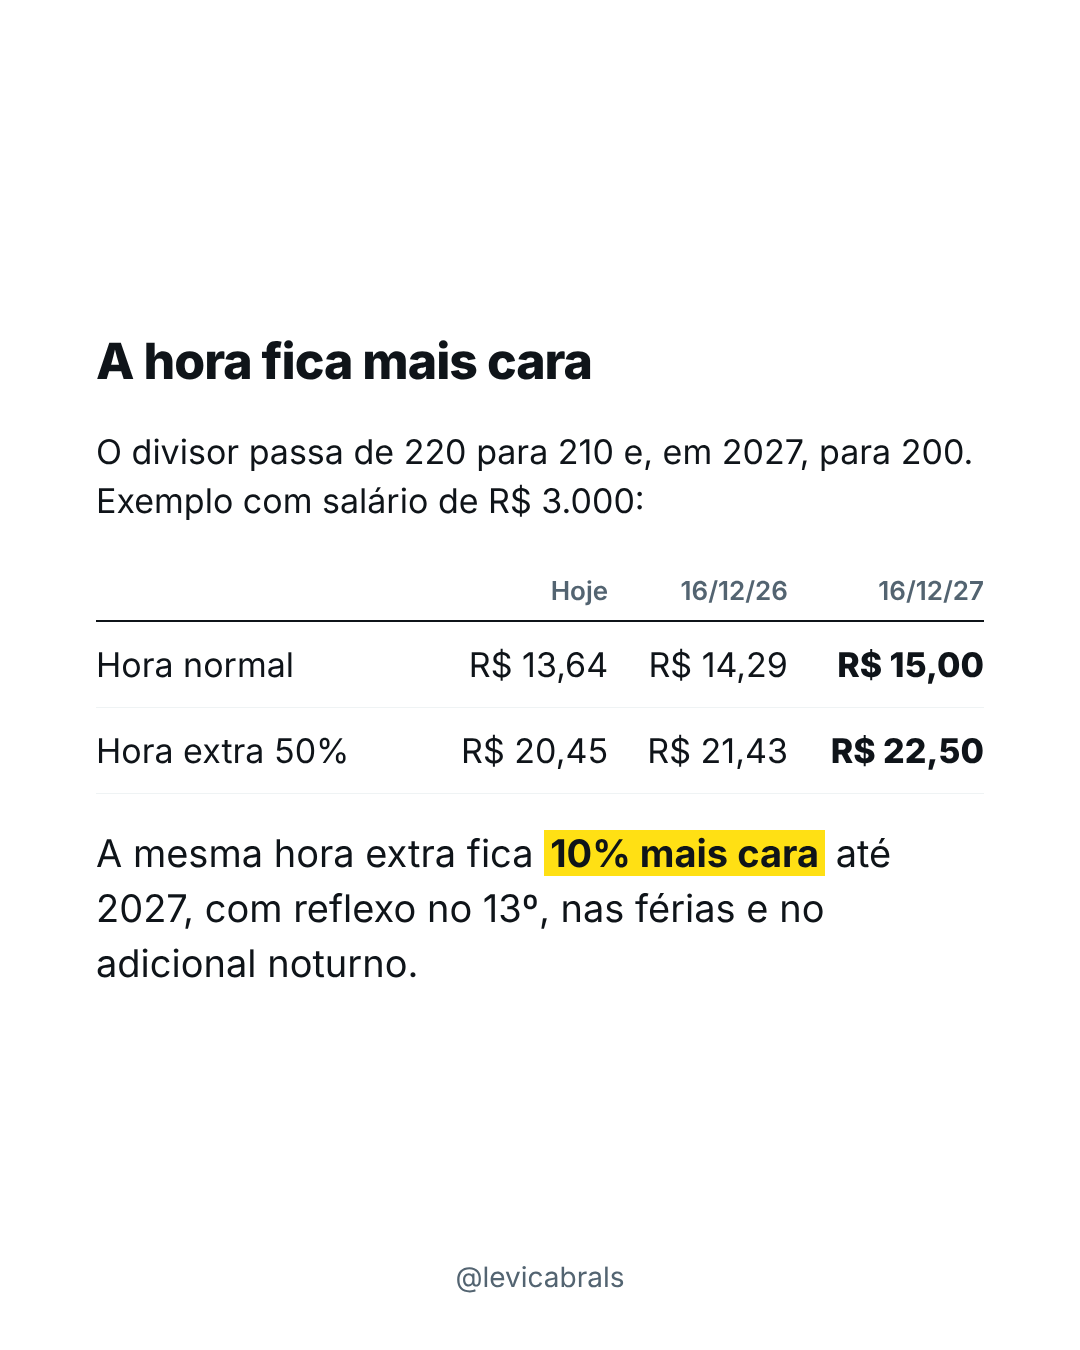 A hora fica mais cara
O divisor passa de 220 para 210 e, em 2027, para 200.
Exemplo com salário de R$ 3.000:
Hoje 16/12/26 16/12/27
Hora normal R$ 13,64 R$ 14,29 R$ 15,00
Hora extra 50% R$ 20,45 R$ 21,43 R$ 22,50
A mesma hora extra fica 10% mais cara até
2027, com reflexo no 13º, nas férias e no
adicional noturno.
@levicabrals